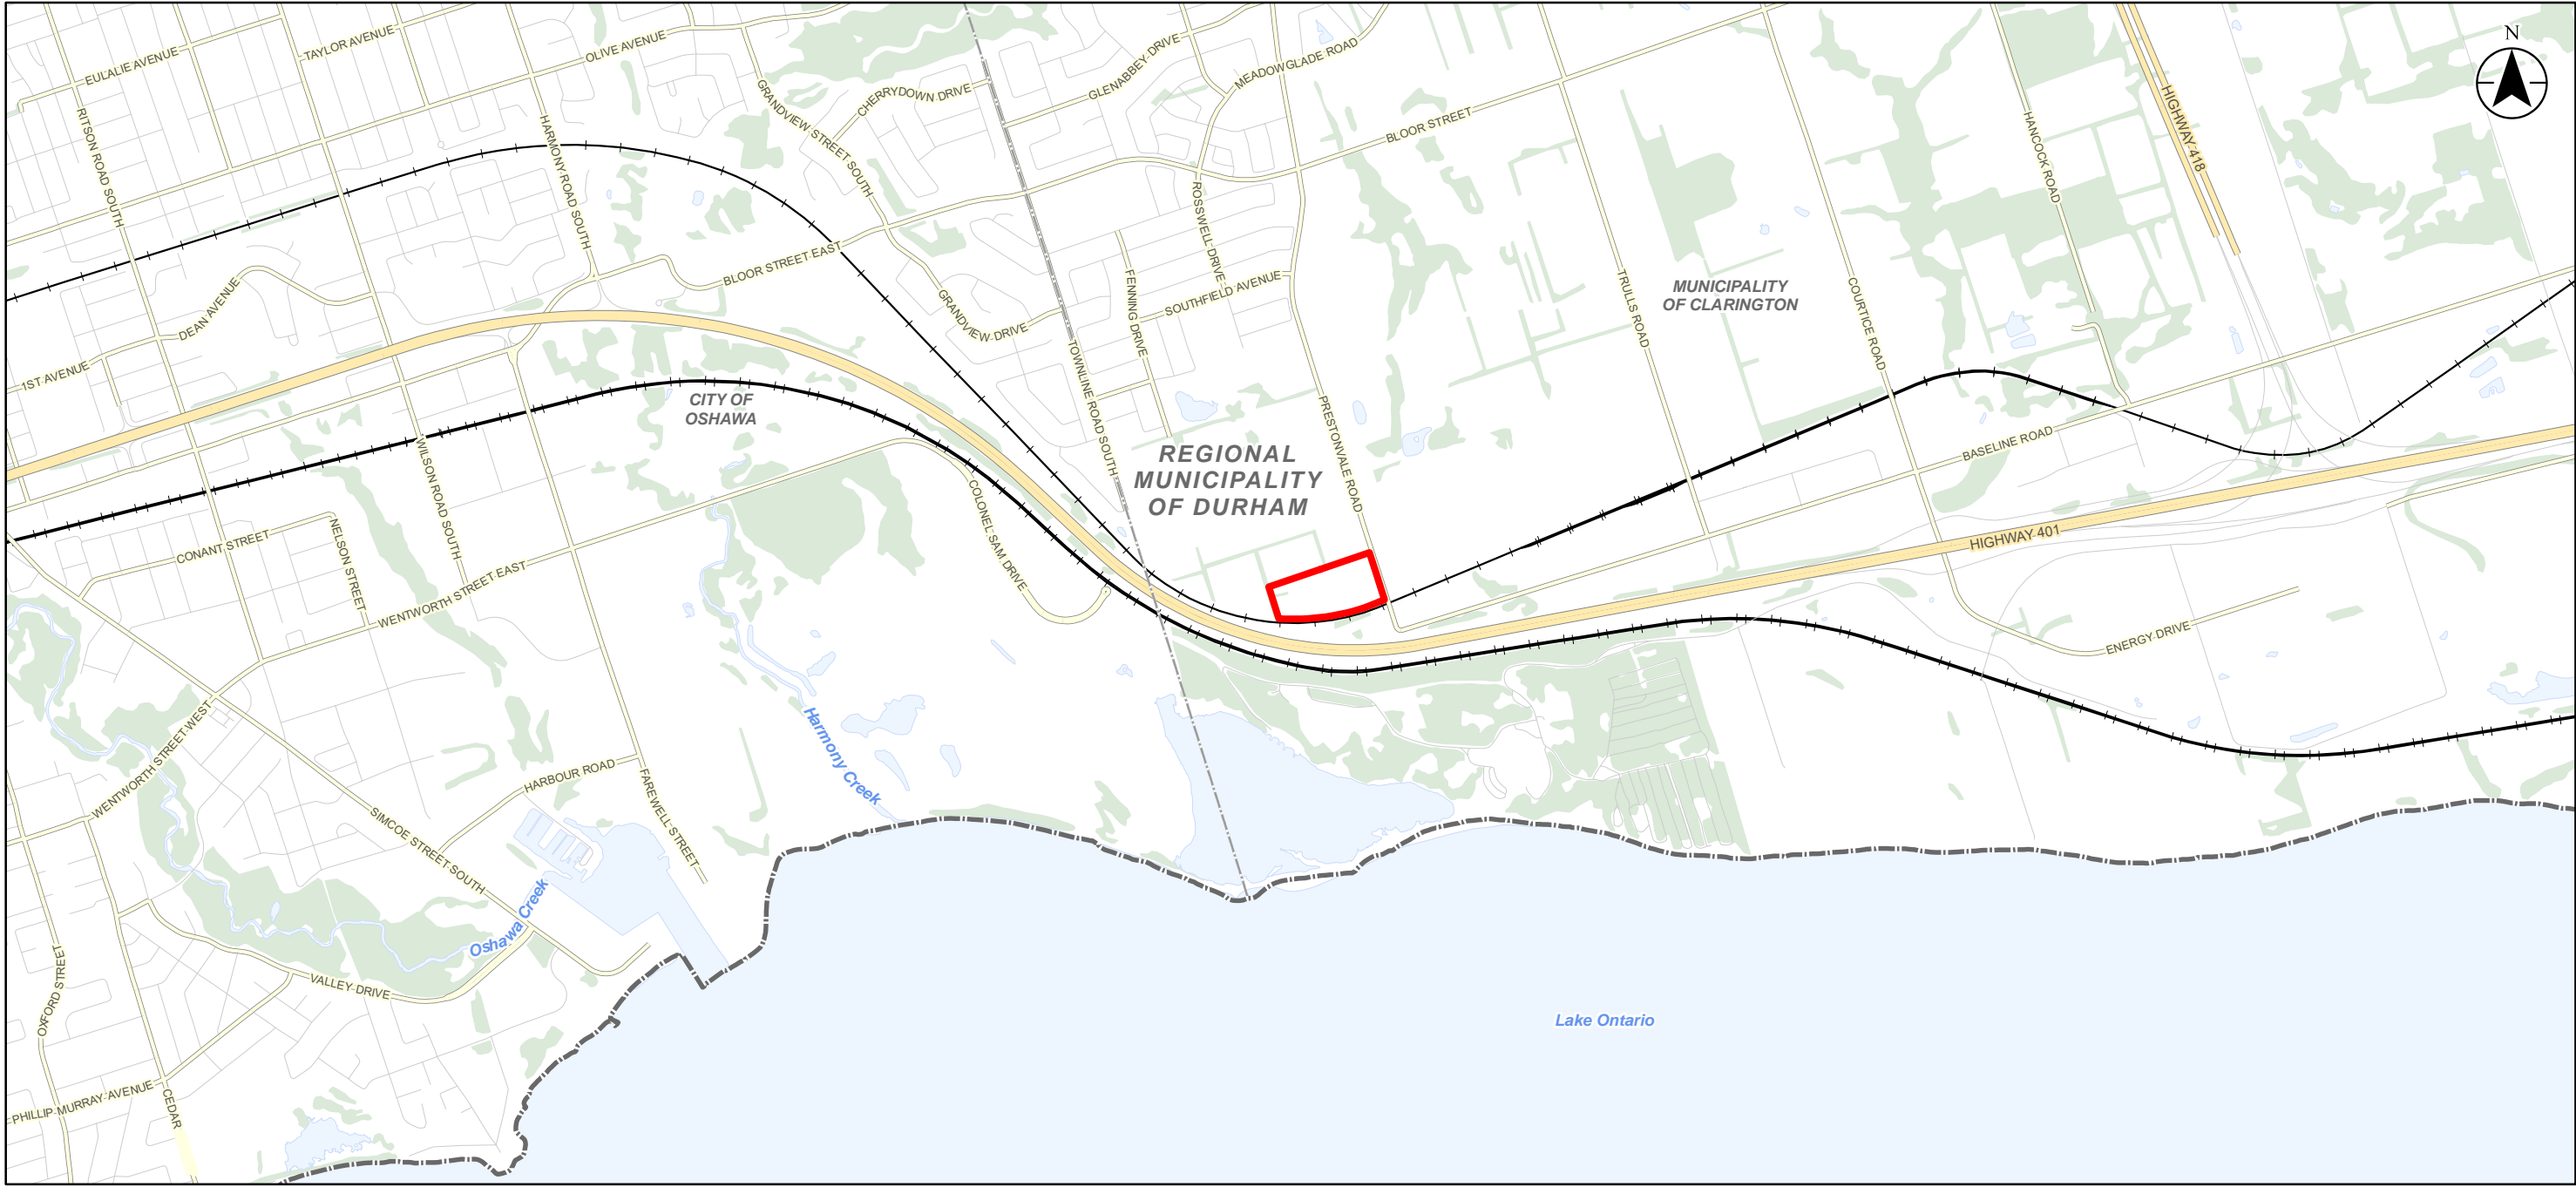 N
EULALIE AVENUE
TAYLOR AVENUE
OLIVE AVENUE
RITSON ROAD SOUTH
HARMONY ROAD SOUTH
GRANDVIEW STREET SOUTH
CHERRYDOWN DRIVE
GLENABBEY DRIVE
MEADOWGLADE ROAD
BLOOR STREET
HIGHWAY 418
HANCOCK ROAD
ROSSWELL DRIVE
BLOOR STREET EAST
DEAN AVENUE
GRANDVIEW DRIVE
FENNING DRIVE
SOUTHFIELD AVENUE
TRULLS ROAD
MUNICIPALITY
OF CLARINGTON
COURTICE ROAD
1ST AVENUE
CITY OF
OSHAWA
TOWNLINE ROAD SOUTH
PRESTONVALE ROAD
REGIONAL
MUNICIPALITY
OF DURHAM
WILSON ROAD SOUTH
BASELINE ROAD
COLONEL SAM DRIVE
HIGHWAY 401
CONANT STREET
NELSON STREET
WENTWORTH STREET EAST
ENERGY DRIVE
WENTWORTH STREET WEST
Harmony Creek
HARBOUR ROAD
FAREWELL STREET
SIMCOE STREET SOUTH
Oshawa Creek
OXFORD STREET
VALLEY DRIVE
Lake Ontario
PHILLIP MURRAY AVENUE
CEDAR